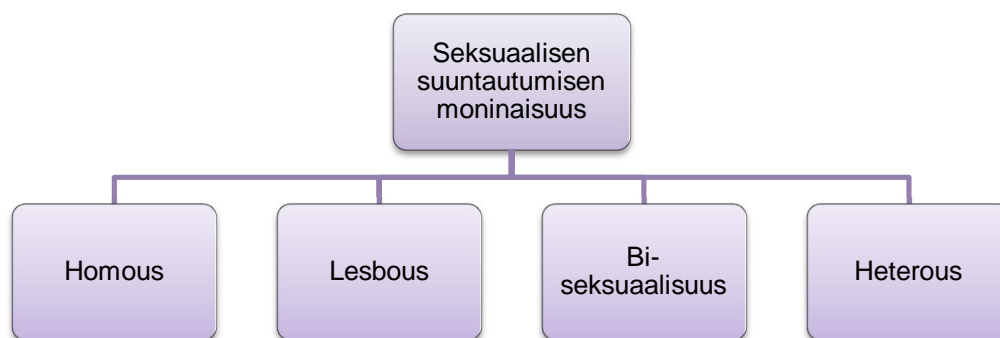 Seksuaalisen
suuntautumisen
moninaisuus
Homous
Lesbous
Bi-
seksuaalisuus
Heterous